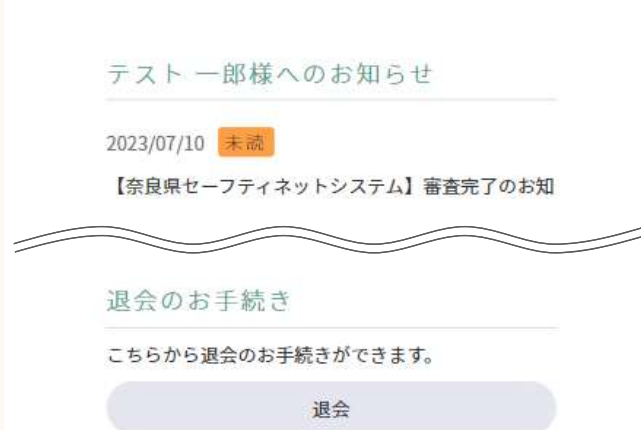 テスト 一郎様へのお知らせ
2023/07/10 未読
【奈良県セーフティネットシステム】審査完了のお知
退会のお手続き
こちらから退会のお手続きができます。
退会